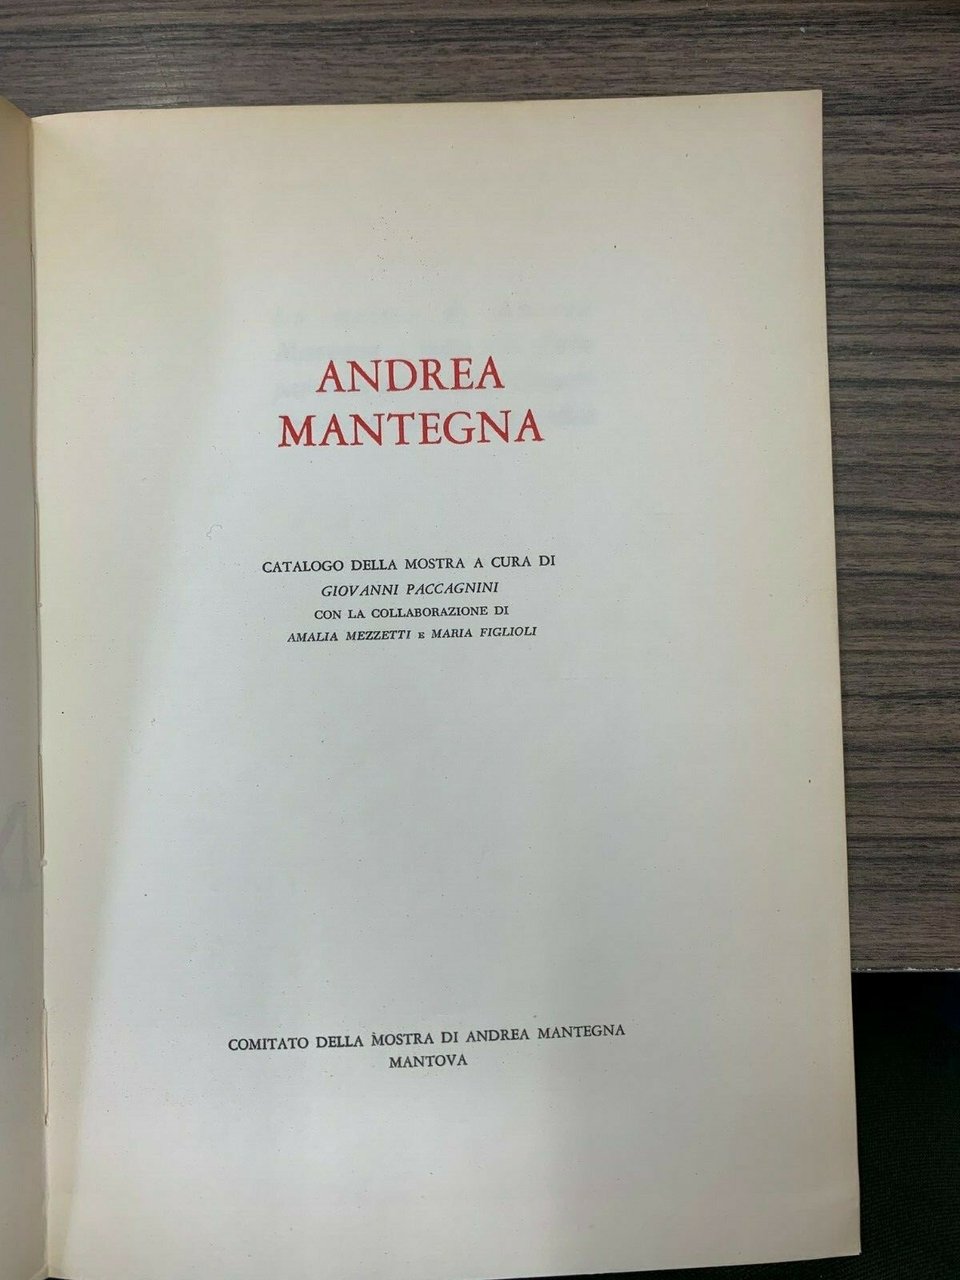 ANDREA
MANTEGNA
CATALOGO DELLA MOSTRA A CURA DI
GIOVANNI PACCAGNINI
CON LA COLLABORAZIONE DI
AMALIA MEZZETTI E MARIA FIGLIOLI
COMITATO DELLA MOSTRA DI ANDREA MANTEGNA
MANTOVA